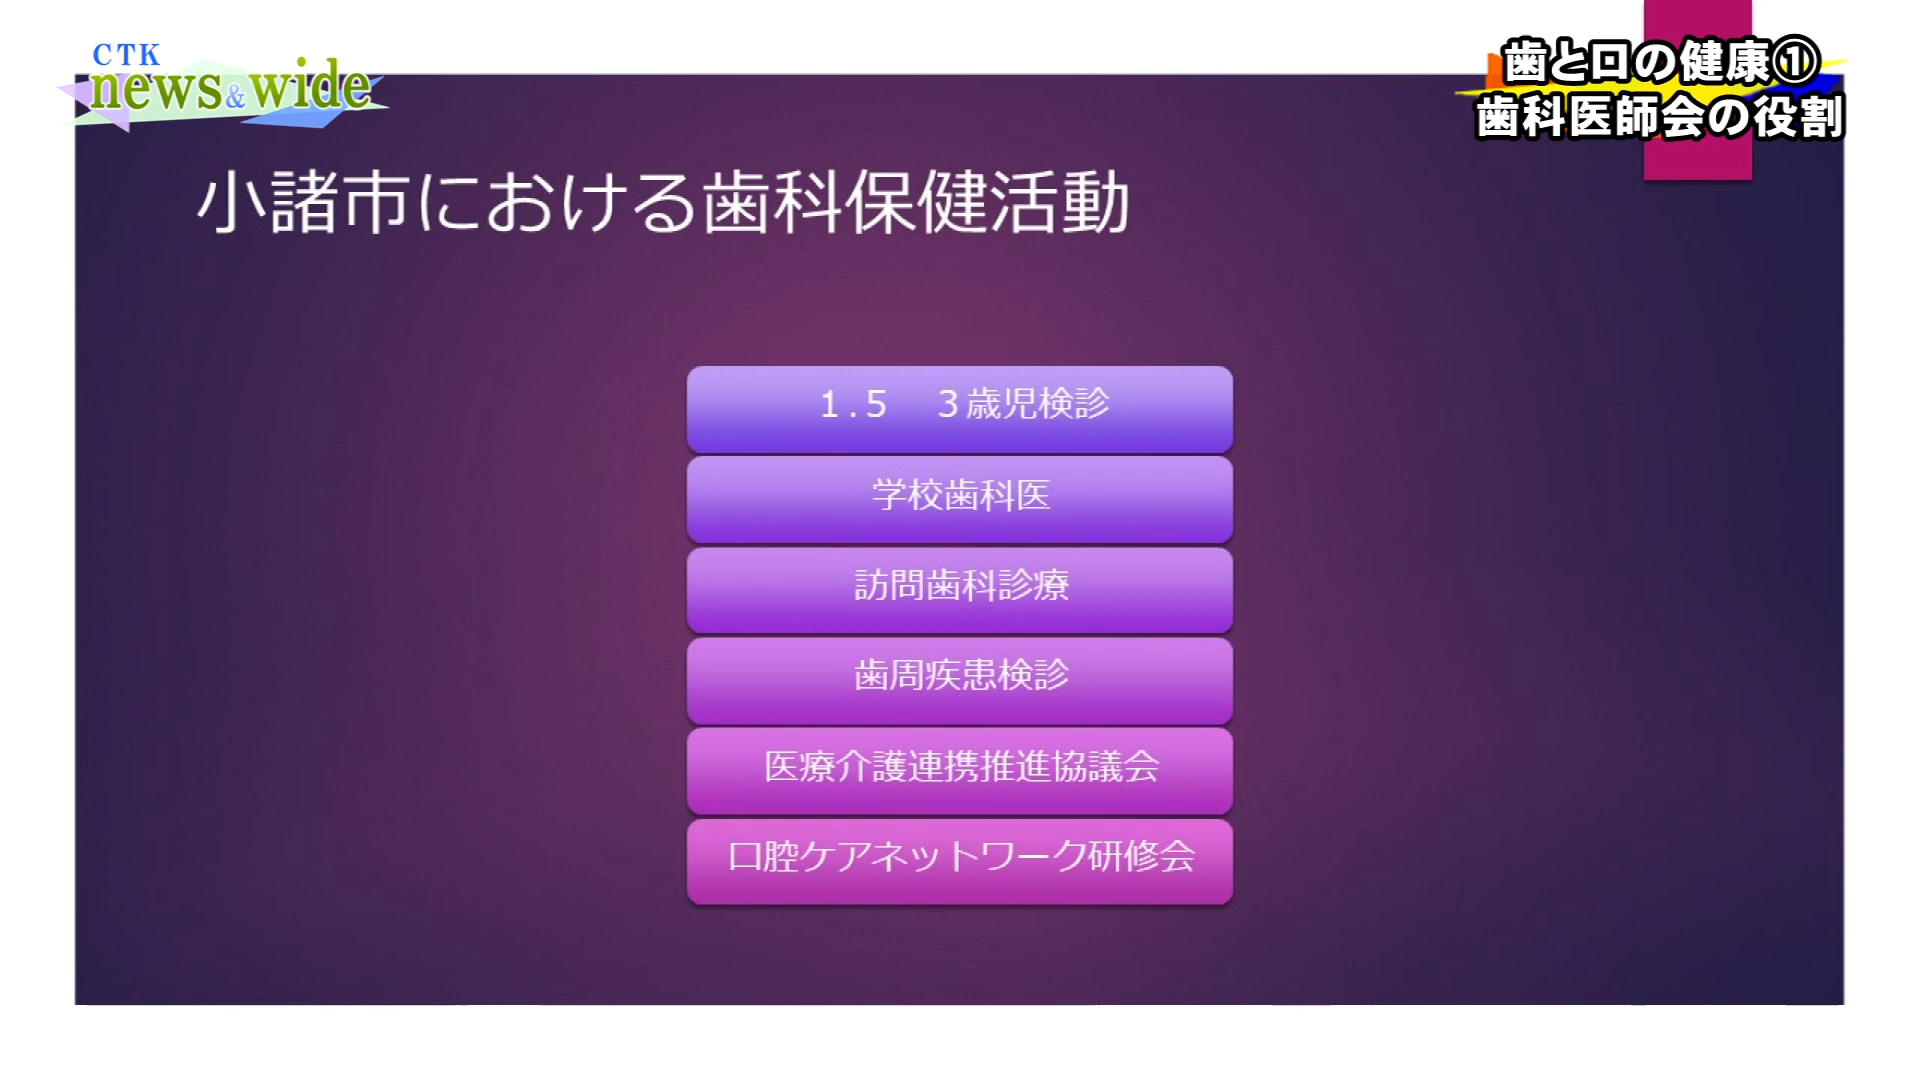 CTK
news&wide
歯と口の健康①
歯科医師会の役割
小諸市における歯科保健活動
１.５　３歳児検診
学校歯科医
訪問歯科診療
歯周疾患検診
医療介護連携推進協議会
口腔ケアネットワーク研修会